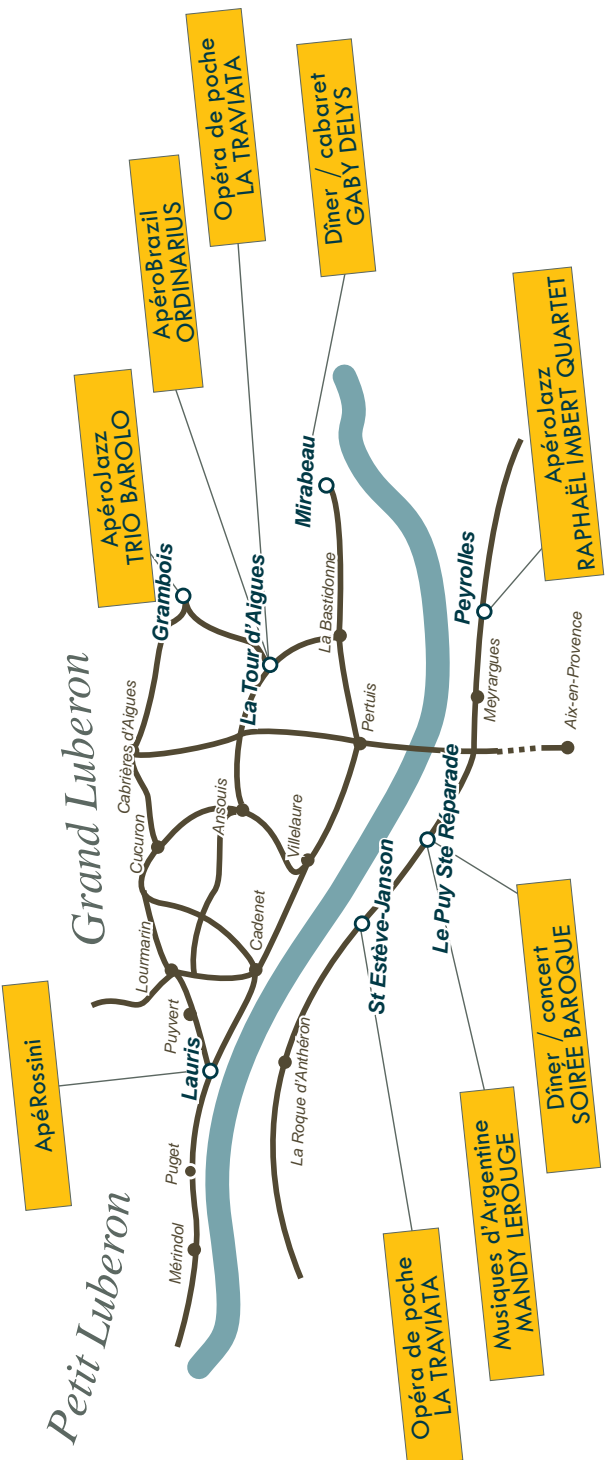 Petit Luberon
Grand Luberon
ApéRossini
ApéroJazz
TRIO BAROLO
ApéroBrazil
ORDINARIUS
Opéra de poche
LA TRAVIATA
Dîner / cabaret
GABY DELYS
Mérindol
Puget
Lauris
Puyvert
Lourmarin
Cadenet
Cucuron
Cabrières d'Aigues
Ansouis
Villelaure
Grambois
La Tour d'Aigues
Mirabeau
La Bastidonne
Pertuis
La Roque d'Anthéron
St Estève-Janson
Le Puy Ste Réparade
Meyrargues
Peyrolles
Aix-en-Provence
Opéra de poche
LA TRAVIATA
Musiques d'Argentine
MANDY LEROUGE
Dîner / concert
SOIRÉE BAROQUE
ApéroJazz
RAPHAËL IMBERT QUARTET